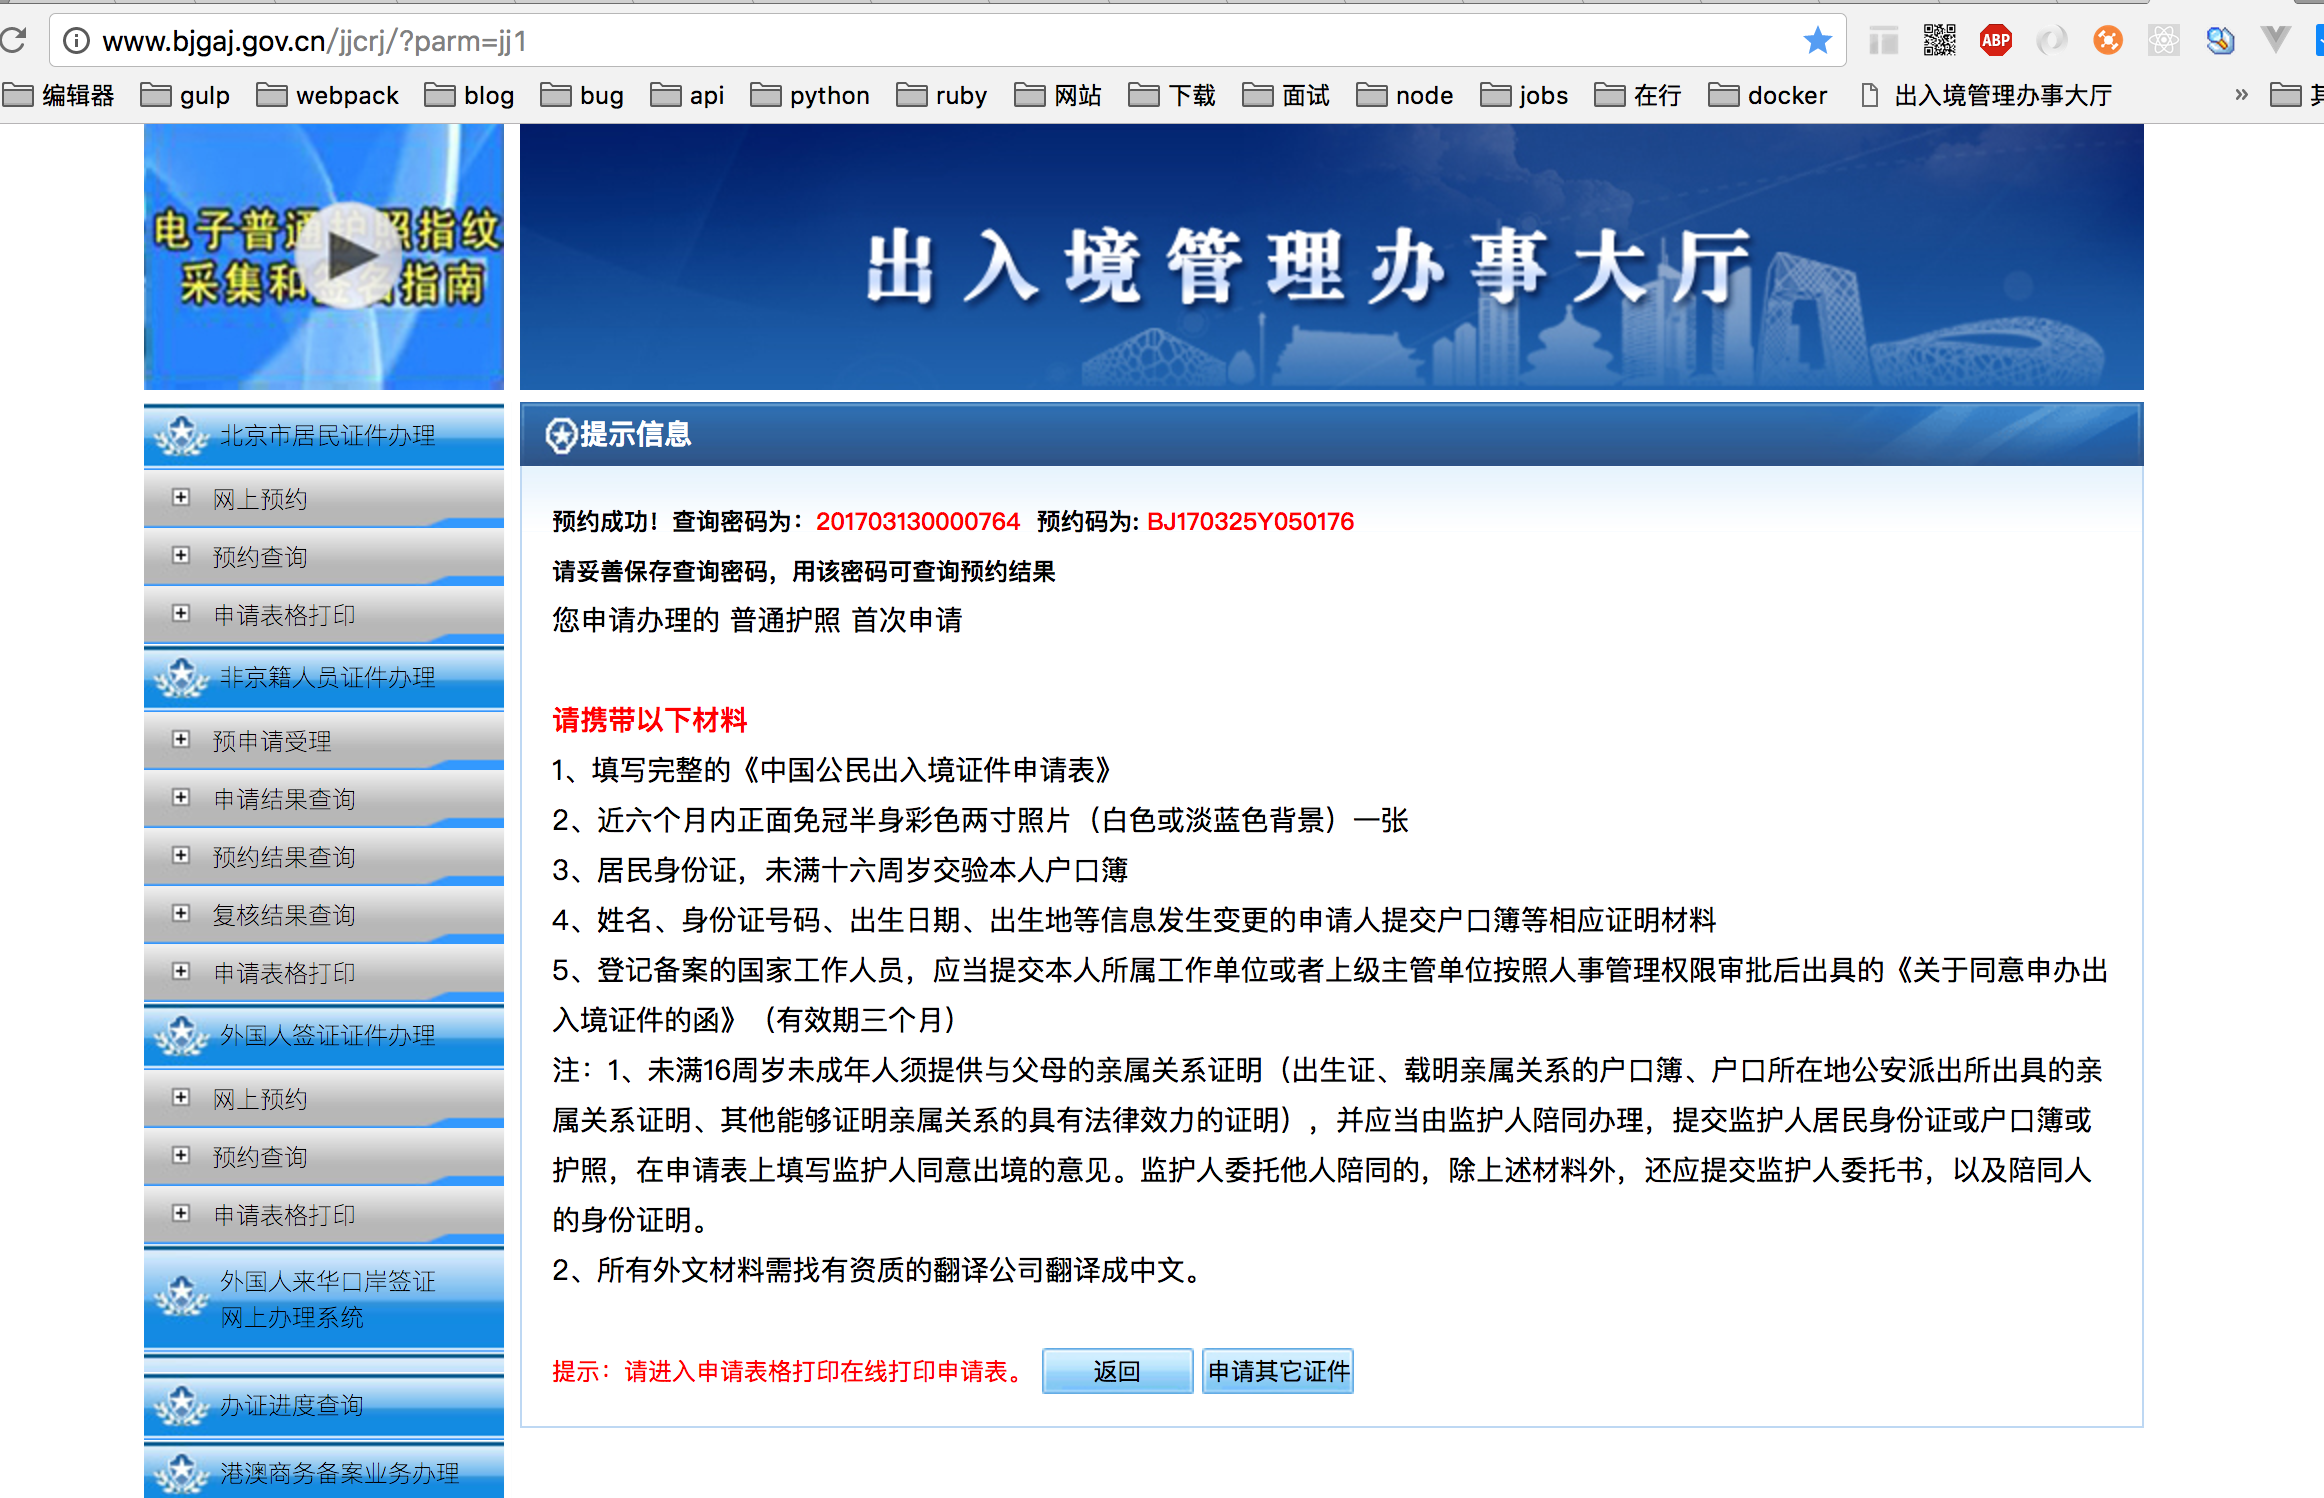 www.bjgaj.gov.cn/jjcrj/?parm=jj1
ABP
编辑器 gulp webpack blog bug api python ruby 网站 下载 面试 node jobs 在行 docker 出入境管理办事大厅 »
电子普通护照指纹
采集和签名指南
出入境管理办事大厅
北京市居民证件办理
网上预约
预约查询
申请表格打印
非京籍人员证件办理
预申请受理
申请结果查询
预约结果查询
复核结果查询
申请表格打印
外国人签证证件办理
网上预约
预约查询
申请表格打印
外国人来华口岸签证
网上办理系统
办证进度查询
港澳商务备案业务办理
提示信息
预约成功！查询密码为：201703130000764 预约码为: BJ170325Y050176
请妥善保存查询密码，用该密码可查询预约结果
您申请办理的 普通护照 首次申请
请携带以下材料
1、填写完整的《中国公民出入境证件申请表》
2、近六个月内正面免冠半身彩色两寸照片（白色或淡蓝色背景）一张
3、居民身份证，未满十六周岁交验本人户口簿
4、姓名、身份证号码、出生日期、出生地等信息发生变更的申请人提交户口簿等相应证明材料
5、登记备案的国家工作人员，应当提交本人所属工作单位或者上级主管单位按照人事管理权限审批后出具的《关于同意申办出
入境证件的函》（有效期三个月）
注：1、未满16周岁未成年人须提供与父母的亲属关系证明（出生证、载明亲属关系的户口簿、户口所在地公安派出所出具的亲
属关系证明、其他能够证明亲属关系的具有法律效力的证明），并应当由监护人陪同办理，提交监护人居民身份证或户口簿或
护照，在申请表上填写监护人同意出境的意见。监护人委托他人陪同的，除上述材料外，还应提交监护人委托书，以及陪同人
的身份证明。
2、所有外文材料需找有资质的翻译公司翻译成中文。
提示：请进入申请表格打印在线打印申请表。 返回 申请其它证件